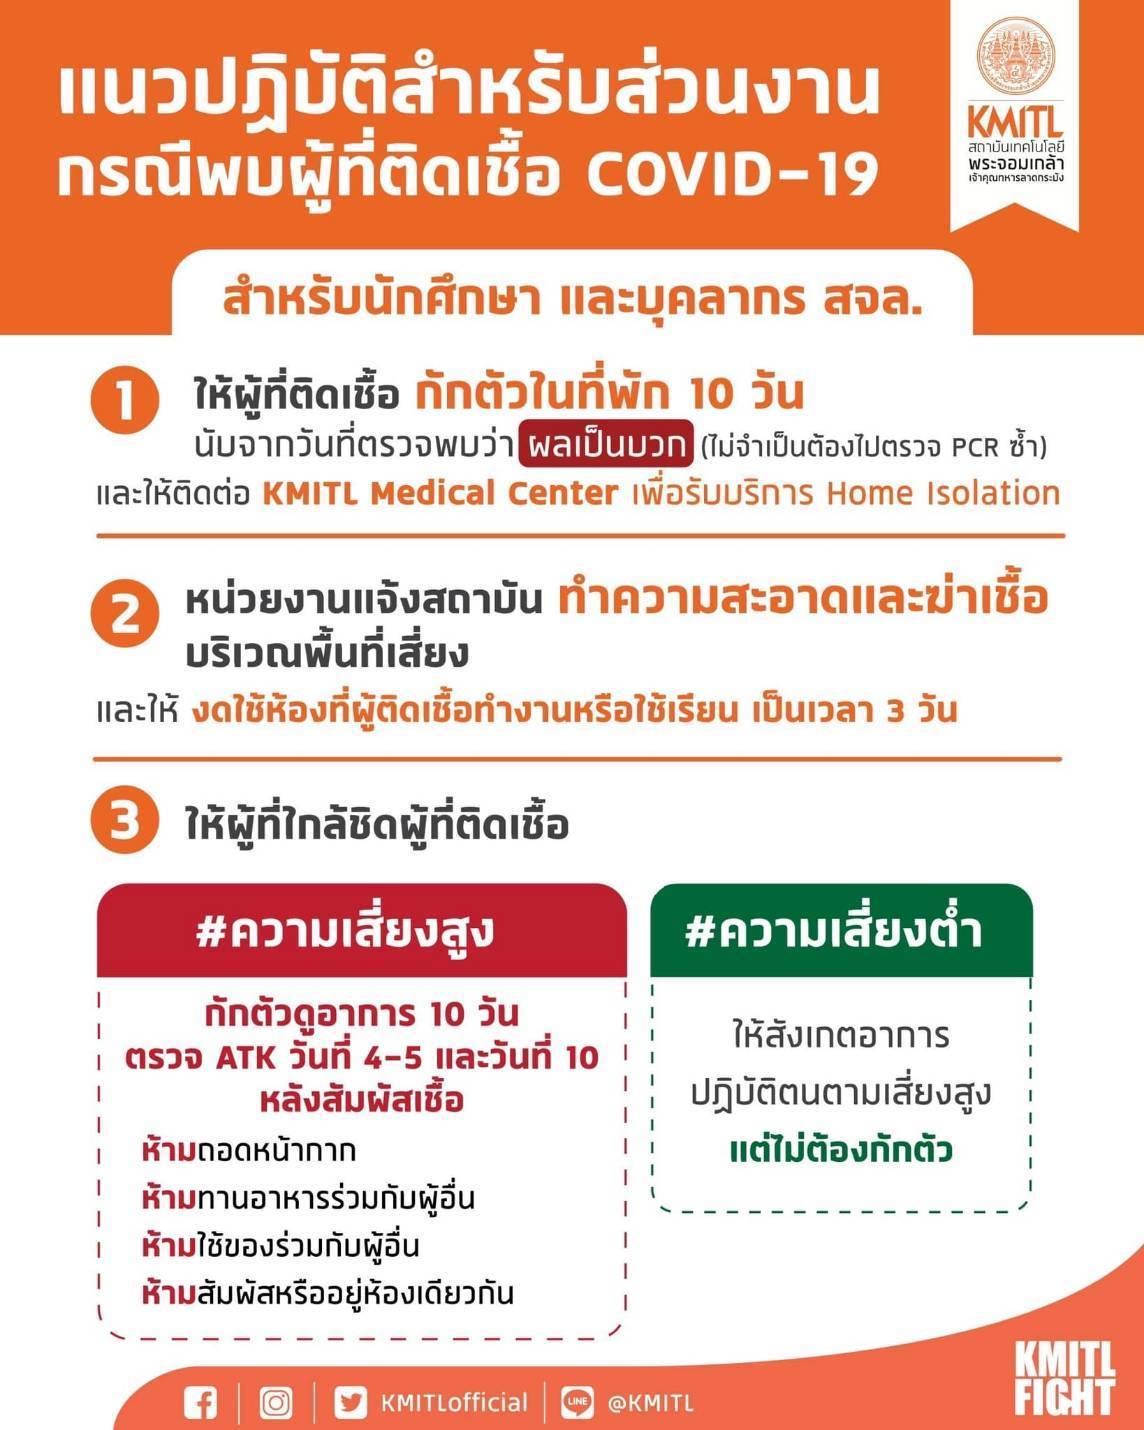 แนวปฏิบัติสำหรับส่วนงาน
กรณีพบผู้ที่ติดเชื้อ COVID-19
KMITL
สถาบันเทคโนโลยี
พระจอมเกล้า
เจ้าคุณทหารลาดกระบัง
สำหรับนักศึกษา และบุคลากร สจล.
1 ให้ผู้ที่ติดเชื้อ กักตัวในที่พัก 10 วัน
นับจากวันที่ตรวจพบว่า ผลเป็นบวก (ไม่จำเป็นต้องไปตรวจ PCR ซ้ำ)
และให้ติดต่อ KMITL Medical Center เพื่อรับบริการ Home Isolation
2 หน่วยงานแจ้งสถาบัน ทำความสะอาดและฆ่าเชื้อ
บริเวณพื้นที่เสี่ยง
และให้ งดใช้ห้องที่ผู้ติดเชื้อทำงานหรือใช้เรียน เป็นเวลา 3 วัน
3 ให้ผู้ที่ใกล้ชิดผู้ที่ติดเชื้อ
#ความเสี่ยงสูง
กักตัวดูอาการ 10 วัน
ตรวจ ATK วันที่ 4-5 และวันที่ 10
หลังสัมผัสเชื้อ
ห้ามถอดหน้ากาก
ห้ามทานอาหารร่วมกับผู้อื่น
ห้ามใช้ของร่วมกับผู้อื่น
ห้ามสัมผัสหรืออยู่ห้องเดียวกัน
#ความเสี่ยงต่ำ
ให้สังเกตอาการ
ปฏิบัติตนตามเสี่ยงสูง
แต่ไม่ต้องกักตัว
KMITLofficial LINE @KMITL
KMITL
FIGHT